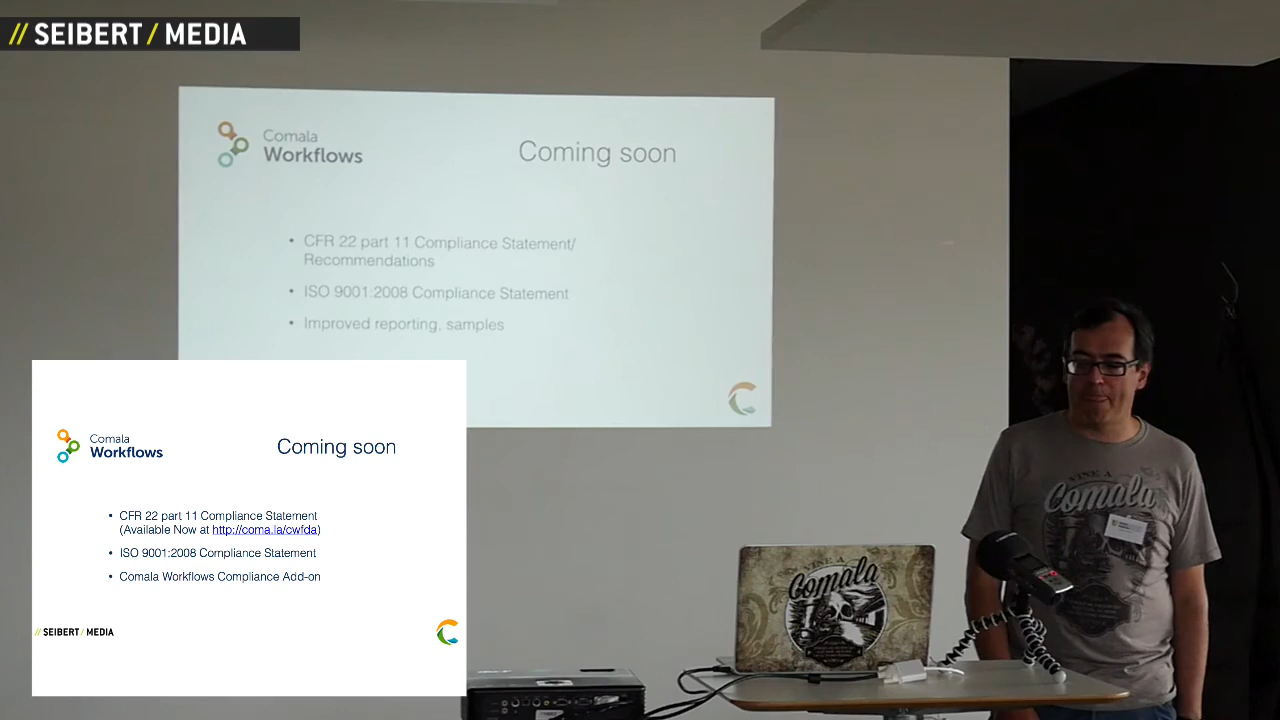 // SEIBERT / MEDIA
Comala
Workflows
Coming soon
• CFR 22 part 11 Compliance Statement/
Recommendations
• ISO 9001:2008 Compliance Statement
• Improved reporting, samples
Comala
Workflows
Coming soon
• CFR 22 part 11 Compliance Statement
(Available Now at http://coma.la/cwfda)
• ISO 9001:2008 Compliance Statement
• Comala Workflows Compliance Add-on
// SEIBERT / MEDIA
VINE A
Comala
VINE A
Comala